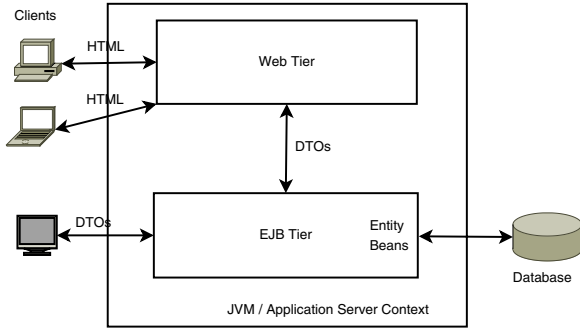 Clients
HTML
Web Tier
HTML
DTOs
DTOs
EJB Tier
Entity
Beans
Database
JVM / Application Server Context